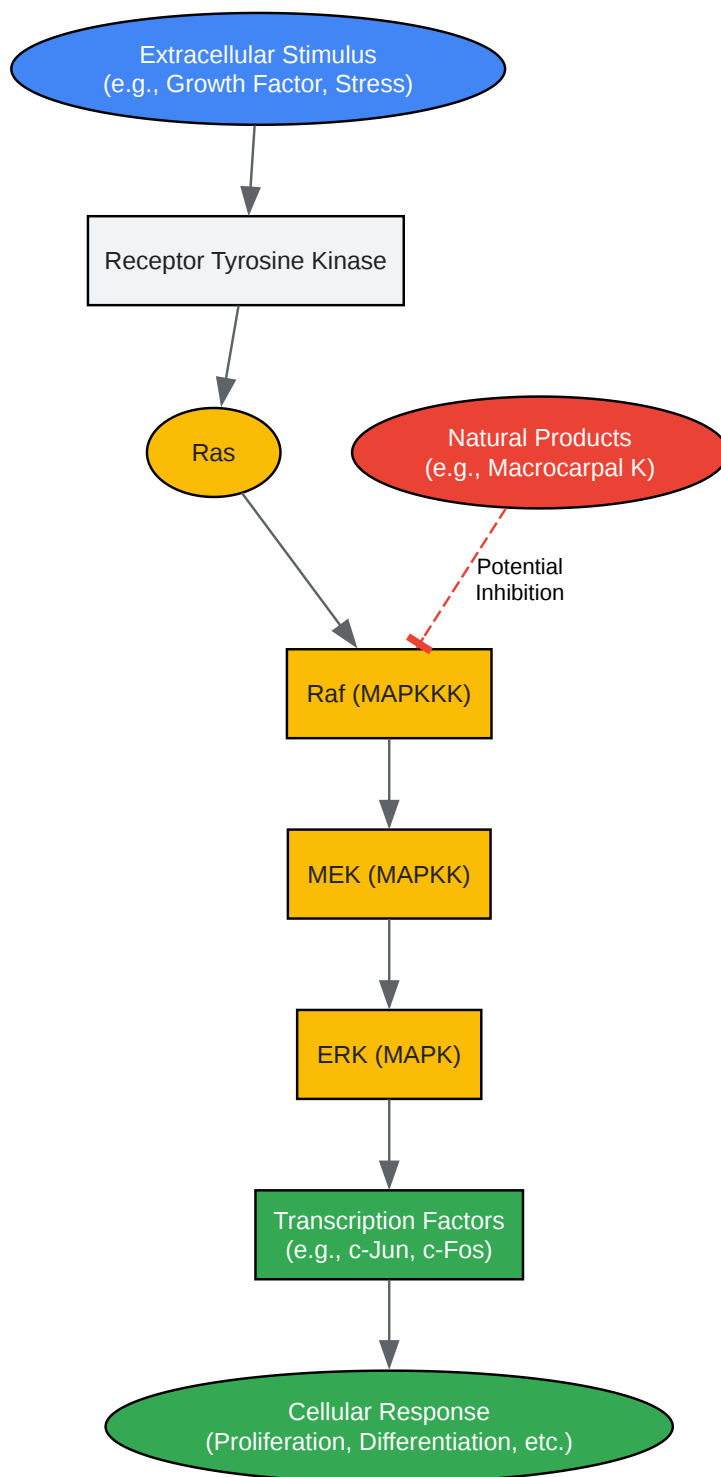 Extracellular Stimulus
(e.g., Growth Factor, Stress)
Receptor Tyrosine Kinase
Ras
Natural Products
(e.g., Macrocarpal K)
Potential
Inhibition
Raf (MAPKKK)
MEK (MAPKK)
ERK (MAPK)
Transcription Factors
(e.g., c-Jun, c-Fos)
Cellular Response
(Proliferation, Differentiation, etc.)